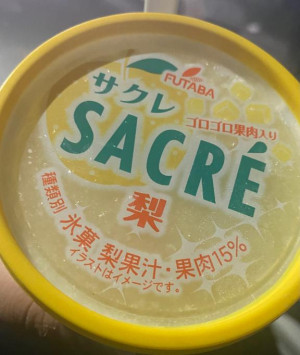 FUTABA
サクレ
ゴロゴロ果肉入り
SACRÉ
梨
種類別 氷菓 梨果汁・果肉15%
イラストはイメージです。